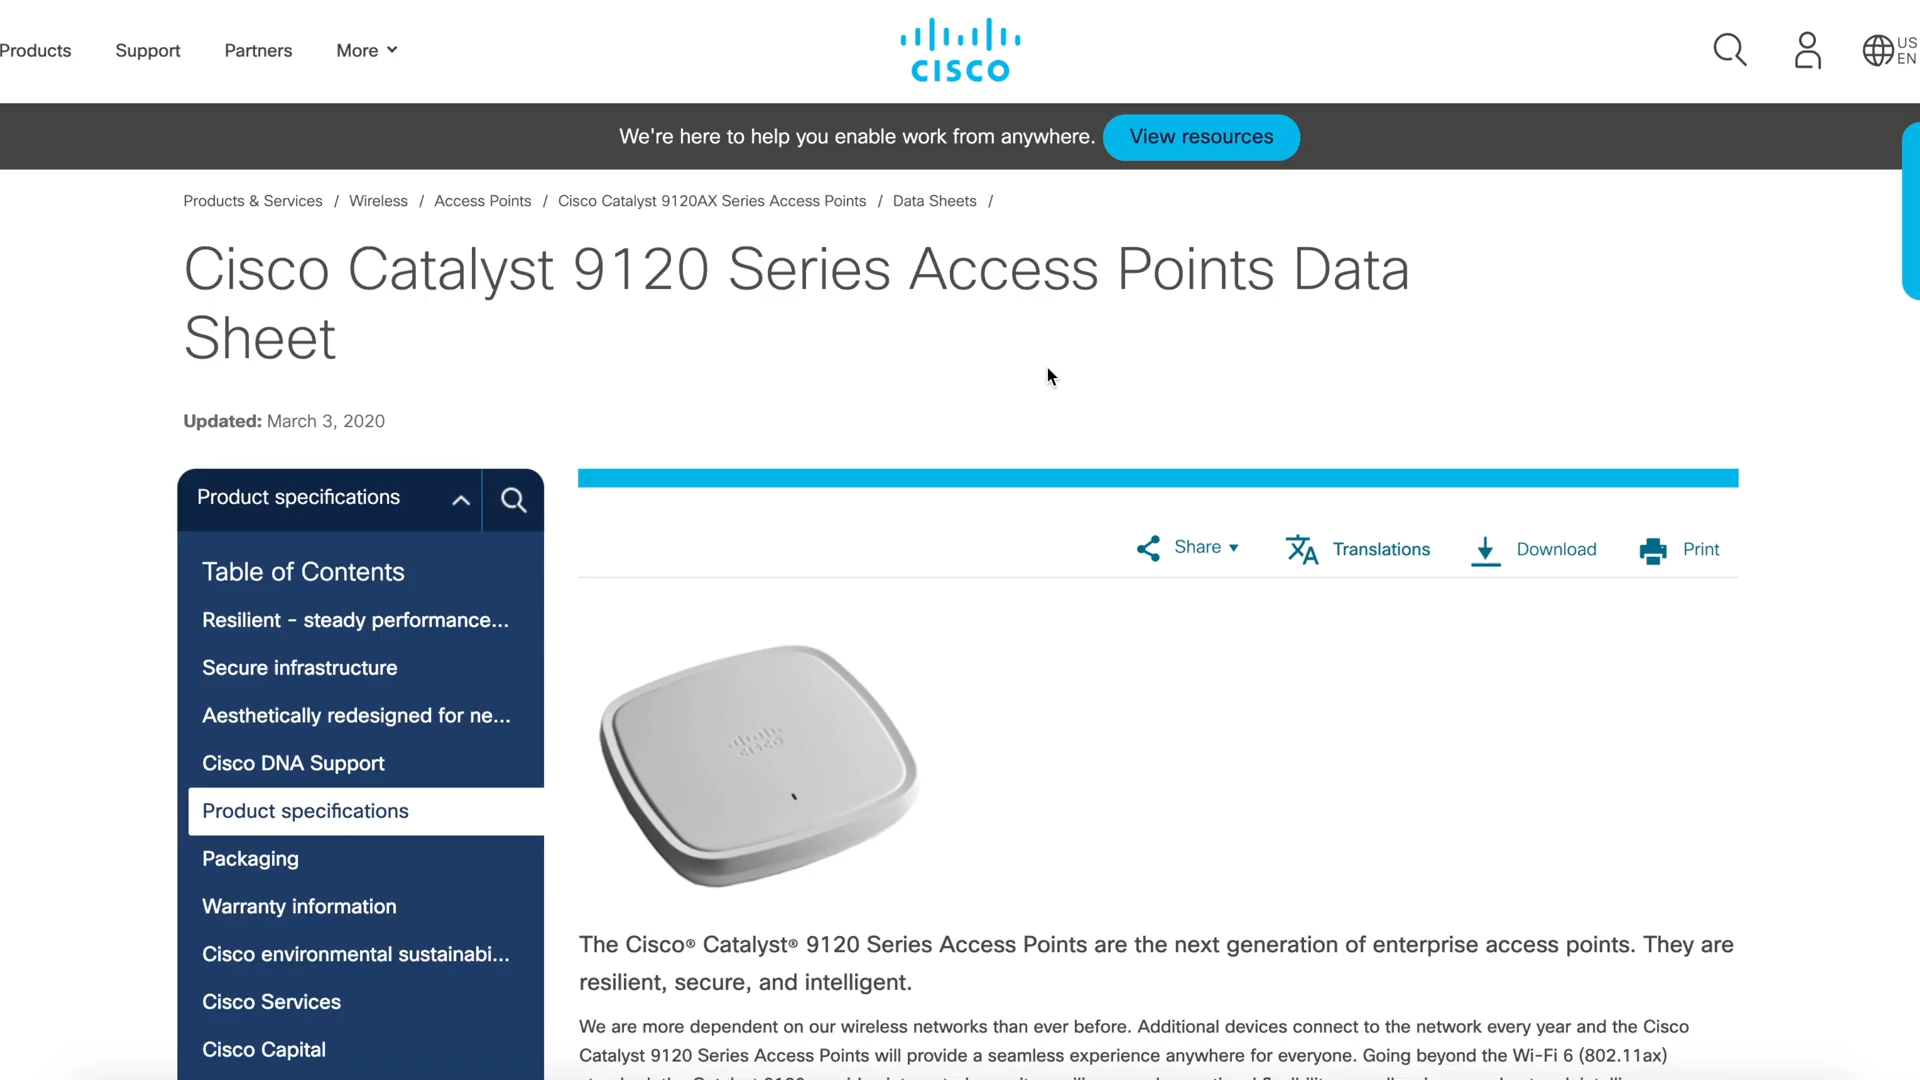 Products
Support
Partners
More
CISCO
US
EN
We're here to help you enable work from anywhere.
View resources
Products & Services / Wireless / Access Points / Cisco Catalyst 9120AX Series Access Points / Data Sheets /
Cisco Catalyst 9120 Series Access Points Data
Sheet
Updated: March 3, 2020
Product specifications
Share
Translations
Download
Print
Table of Contents
Resilient - steady performance...
Secure infrastructure
Aesthetically redesigned for ne...
Cisco DNA Support
Product specifications
Packaging
Warranty information
Cisco environmental sustainabi...
Cisco Services
Cisco Capital
CISCO
The Cisco® Catalyst® 9120 Series Access Points are the next generation of enterprise access points. They are
resilient, secure, and intelligent.
We are more dependent on our wireless networks than ever before. Additional devices connect to the network every year and the Cisco
Catalyst 9120 Series Access Points will provide a seamless experience anywhere for everyone. Going beyond the Wi-Fi 6 (802.11ax)